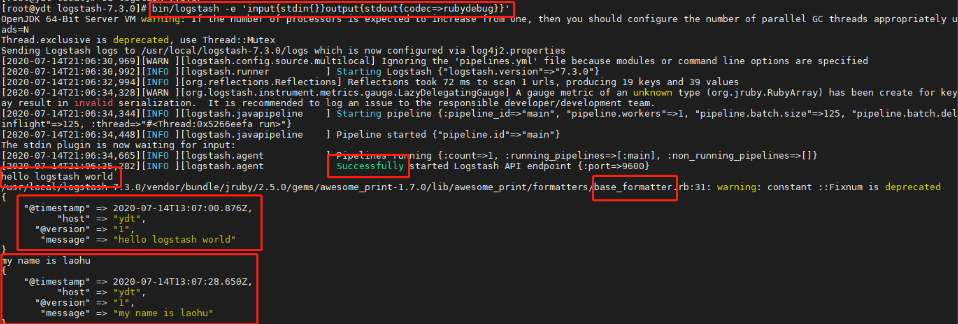 [root@ydt logstash-7.3.0]# bin/logstash -e 'input{stdin{}}output{stdout{codec=>rubydebug}}'
OpenJDK 64-Bit Server VM warning: If the number of processors is expected to increase from one, then you should configure the number of parallel GC threads appropriately u
ads=N
Thread.exclusive is deprecated, use Thread::Mutex
Sending Logstash logs to /usr/local/logstash-7.3.0/logs which is now configured via log4j2.properties
[2020-07-14T21:06:30,969][WARN ][logstash.config.source.multilocal] Ignoring the 'pipelines.yml' file because modules or command line options are specified
[2020-07-14T21:06:30,992][INFO ][logstash.runner          ] Starting Logstash {"logstash.version"=>"7.3.0"}
[2020-07-14T21:06:32,994][INFO ][org.reflections.Reflections] Reflections took 72 ms to scan 1 urls, producing 19 keys and 39 values
[2020-07-14T21:06:34,328][WARN ][org.logstash.instrument.metrics.gauge.LazyDelegatingGauge] A gauge metric of an unknown type (org.jruby.RubyArray) has been create for key
ay result in invalid serialization.  It is recommended to log an issue to the responsible developer/development team.
[2020-07-14T21:06:34,344][INFO ][logstash.javapipeline    ] Starting pipeline {:pipeline_id=>"main", "pipeline.workers"=>1, "pipeline.batch.size"=>125, "pipeline.batch.del
inflight"=>125, :thread=>"#<Thread:0x5266eefa run>"}
[2020-07-14T21:06:34,448][INFO ][logstash.javapipeline    ] Pipeline started {"pipeline.id"=>"main"}
The stdin plugin is now waiting for input:
[2020-07-14T21:06:34,665][INFO ][logstash.agent           ] Pipelines running {:count=>1, :running_pipelines=>[:main], :non_running_pipelines=>[]}
[2020-07-14T21:06:35,202][INFO ][logstash.agent           ] Successfully started Logstash API endpoint {:port=>9600}
hello logstash world
/usr/local/logstash-7.3.0/vendor/bundle/jruby/2.5.0/gems/awesome_print-1.7.0/lib/awesome_print/formatters/base_formatter.rb:31: warning: constant ::Fixnum is deprecated
{
    "@timestamp" => 2020-07-14T13:07:00.876Z,
          "host" => "ydt",
      "@version" => "1",
       "message" => "hello logstash world"
}
my name is laohu
{
    "@timestamp" => 2020-07-14T13:07:28.650Z,
          "host" => "ydt",
      "@version" => "1",
       "message" => "my name is laohu"
}